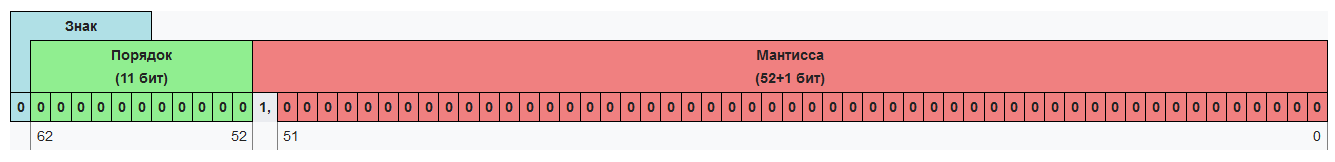 Знак
Порядок
(11 бит)
Мантисса
(52+1 бит)
0 0 0 0 0 0 0 0 0 0 0 0 1, 0 0 0 0 0 0 0 0 0 0 0 0 0 0 0 0 0 0 0 0 0 0 0 0 0 0 0 0 0 0 0 0 0 0 0 0 0 0 0 0 0 0 0 0 0 0 0 0 0 0 0 0
62 52 51 0